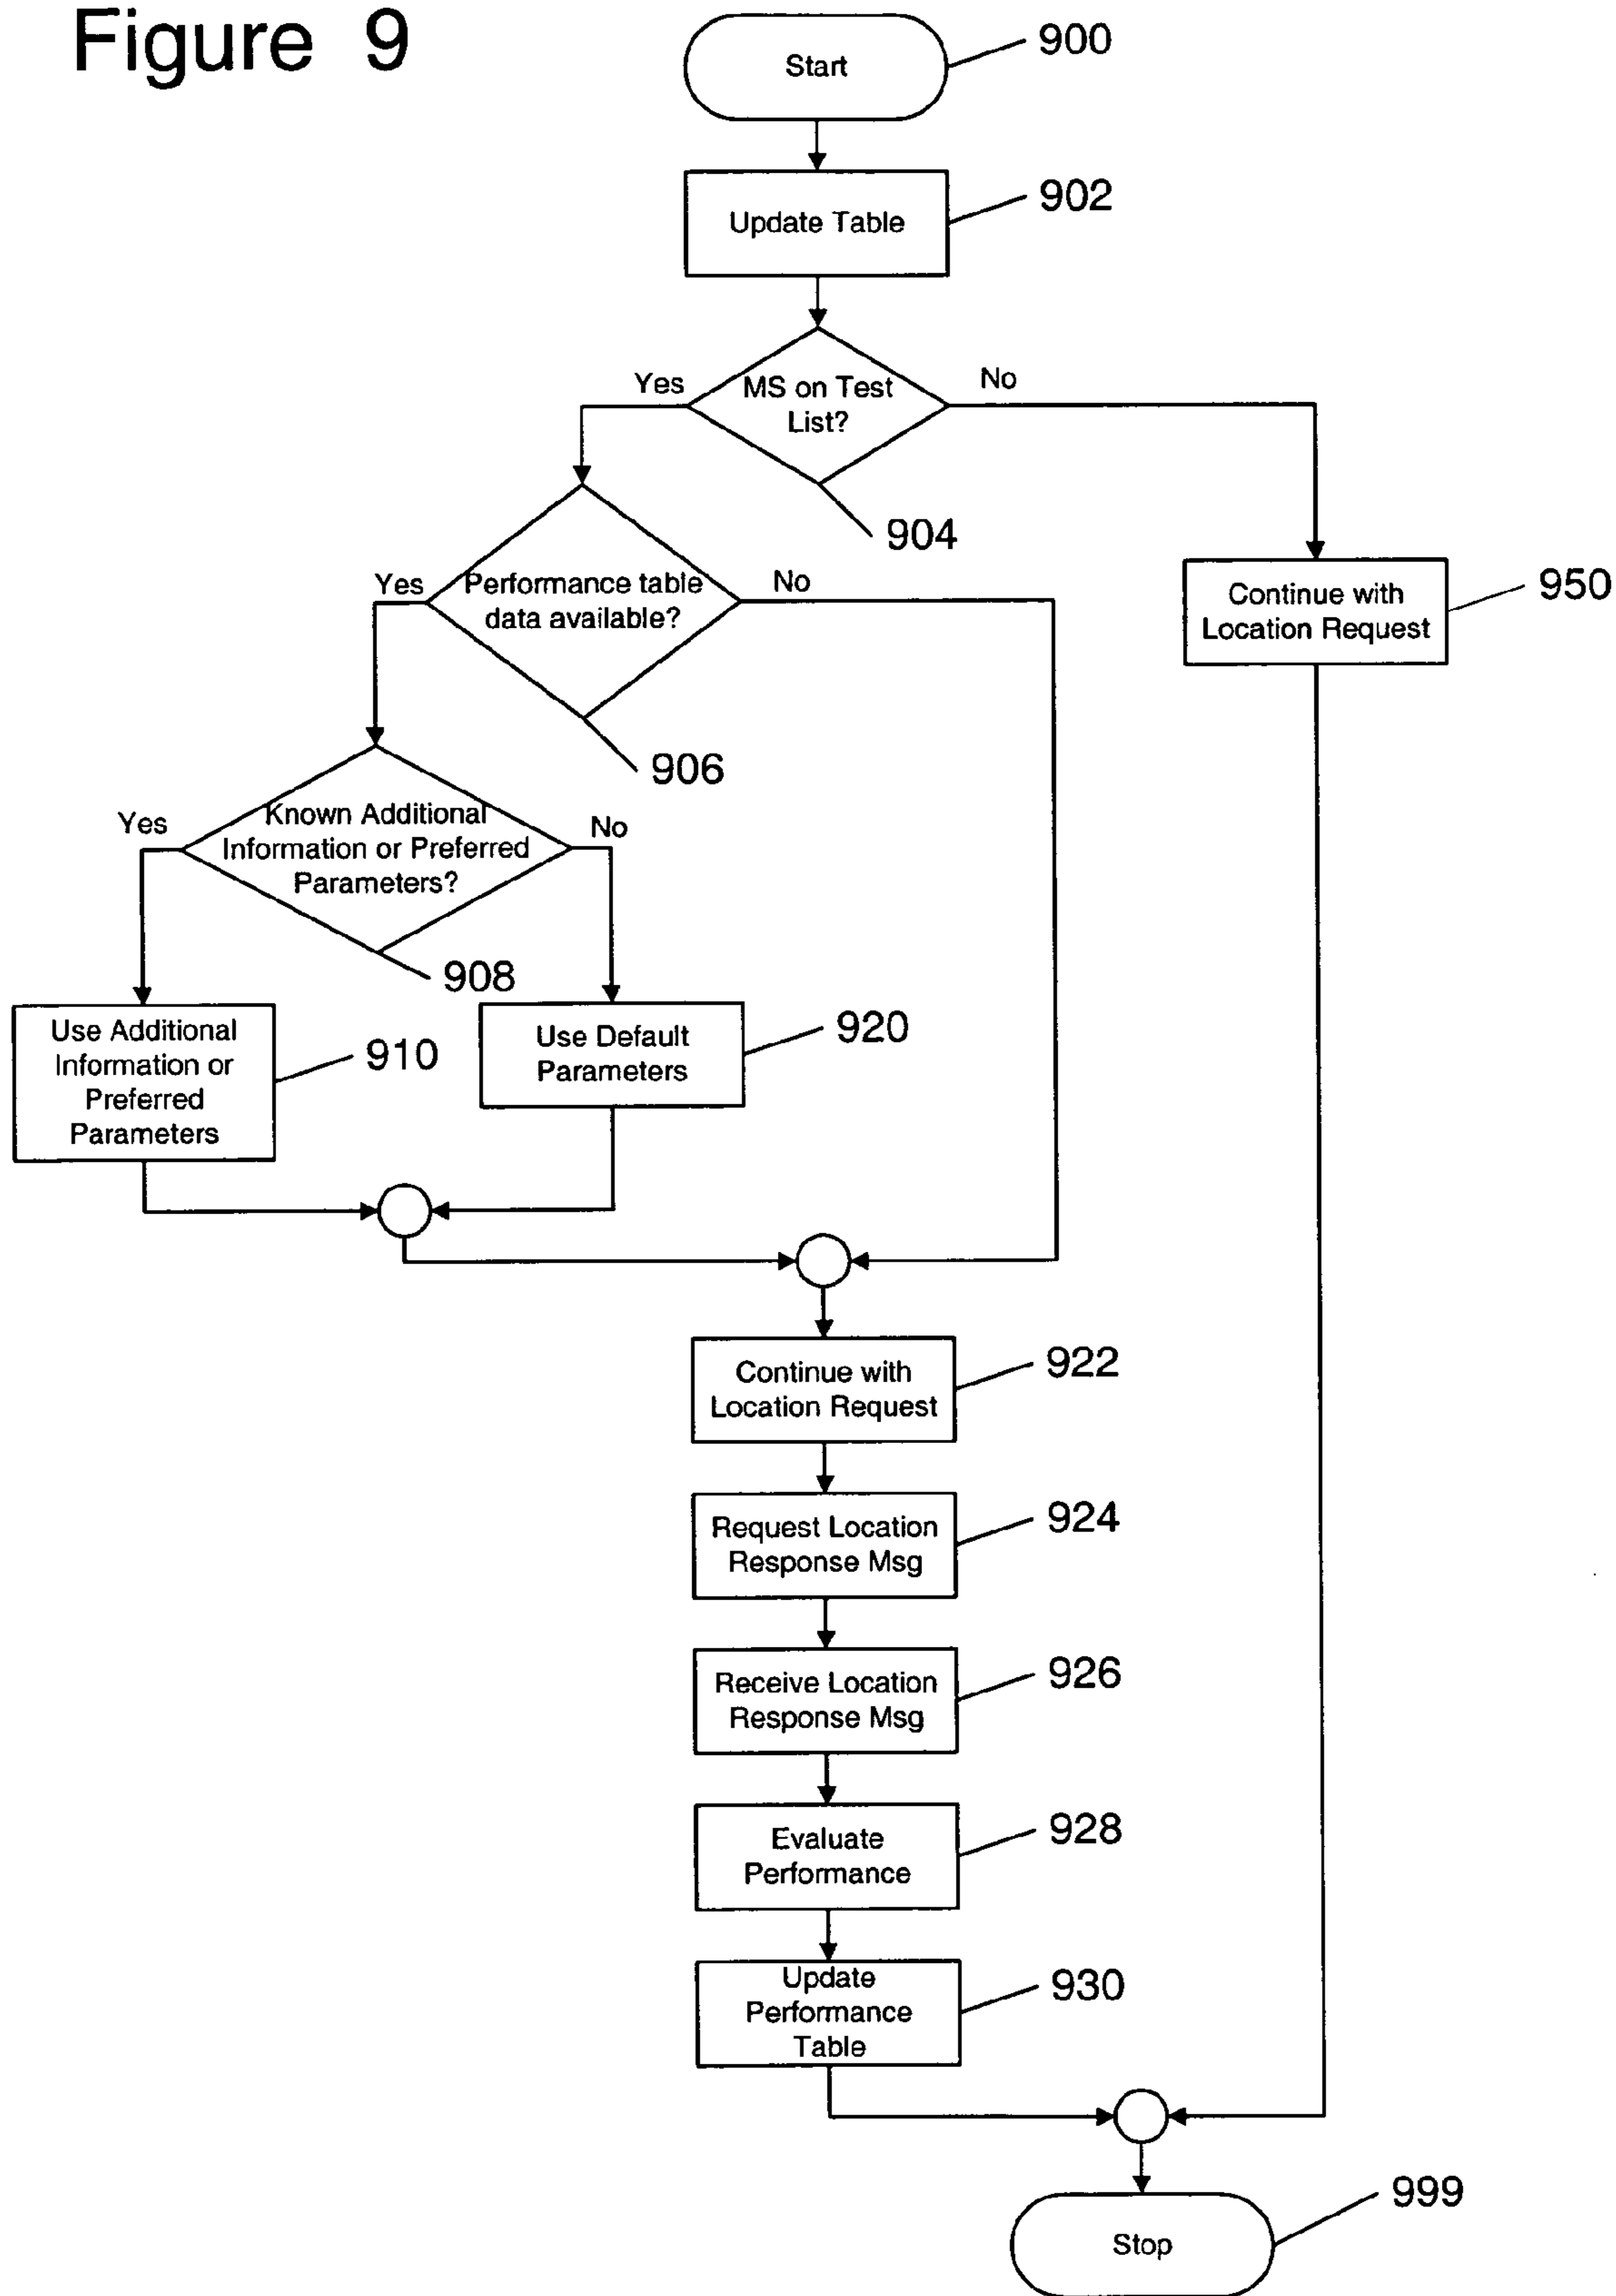 Figure 9
Start
900
Update Table
902
Yes
MS on Test
List?
No
904
Yes
Performance table
data available?
No
906
Continue with
Location Request
950
Yes
Known Additional
Information or Preferred
Parameters?
No
908
Use Additional
Information or
Preferred
Parameters
910
Use Default
Parameters
920
Continue with
Location Request
922
Request Location
Response Msg
924
Receive Location
Response Msg
926
Evaluate
Performance
928
Update
Performance
Table
930
Stop
999